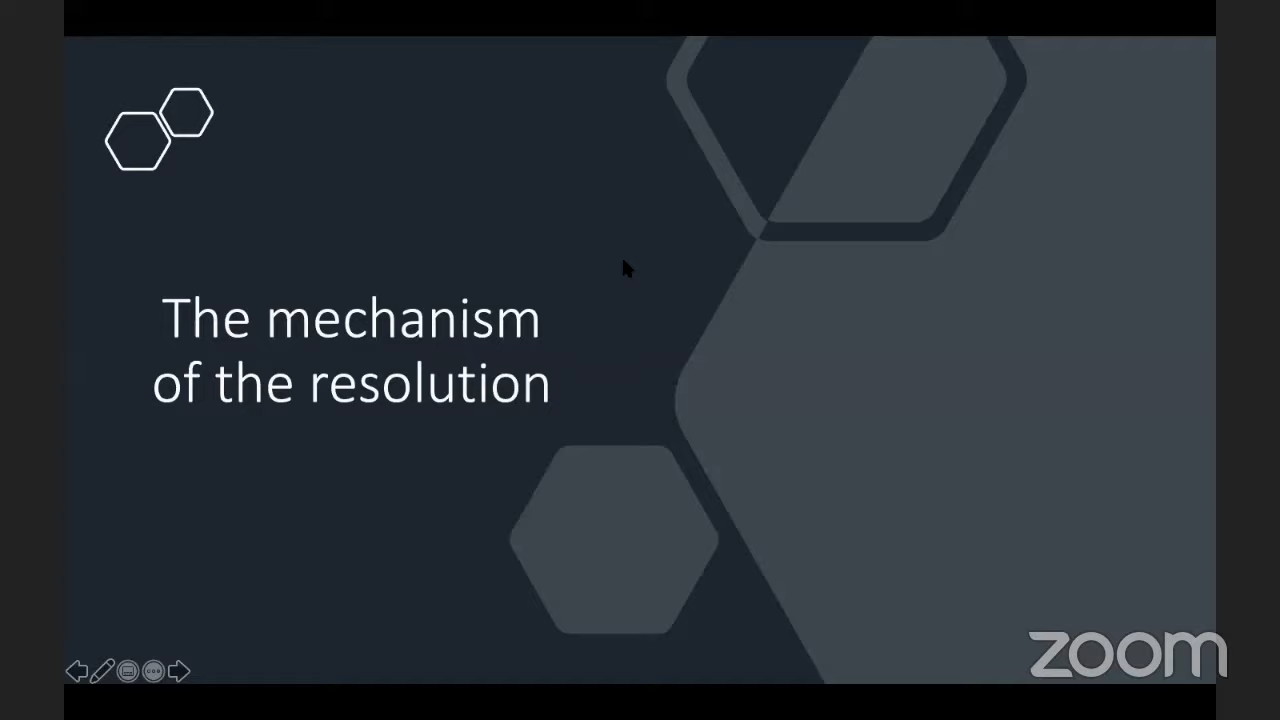 The mechanism
of the resolution
zoom